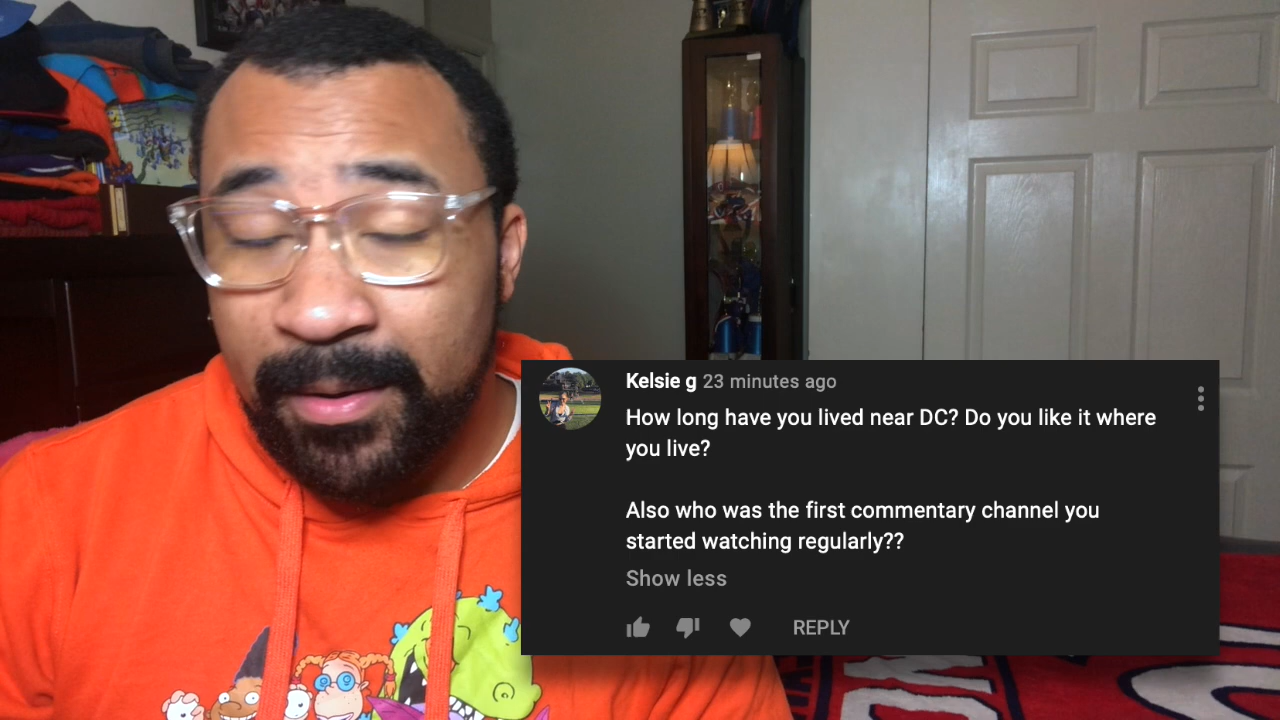 Kelsie g 23 minutes ago
How long have you lived near DC? Do you like it where
you live?
Also who was the first commentary channel you
started watching regularly??
Show less
REPLY